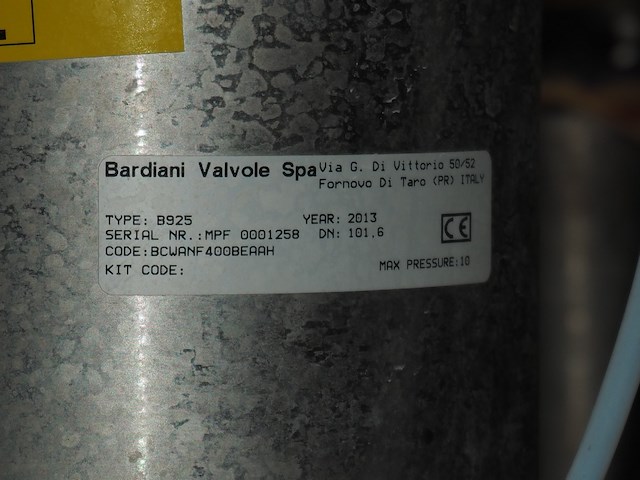 Bardiani Valvole Spa Via G. Di Vittorio 50/52
Fornovo Di Taro (PR) ITALY
TYPE: B925 YEAR: 2013
SERIAL NR.:MPF 0001258 DN: 101,6
CODE:BCWANF400BEAAH
KIT CODE:
CE
MAX PRESSURE:10